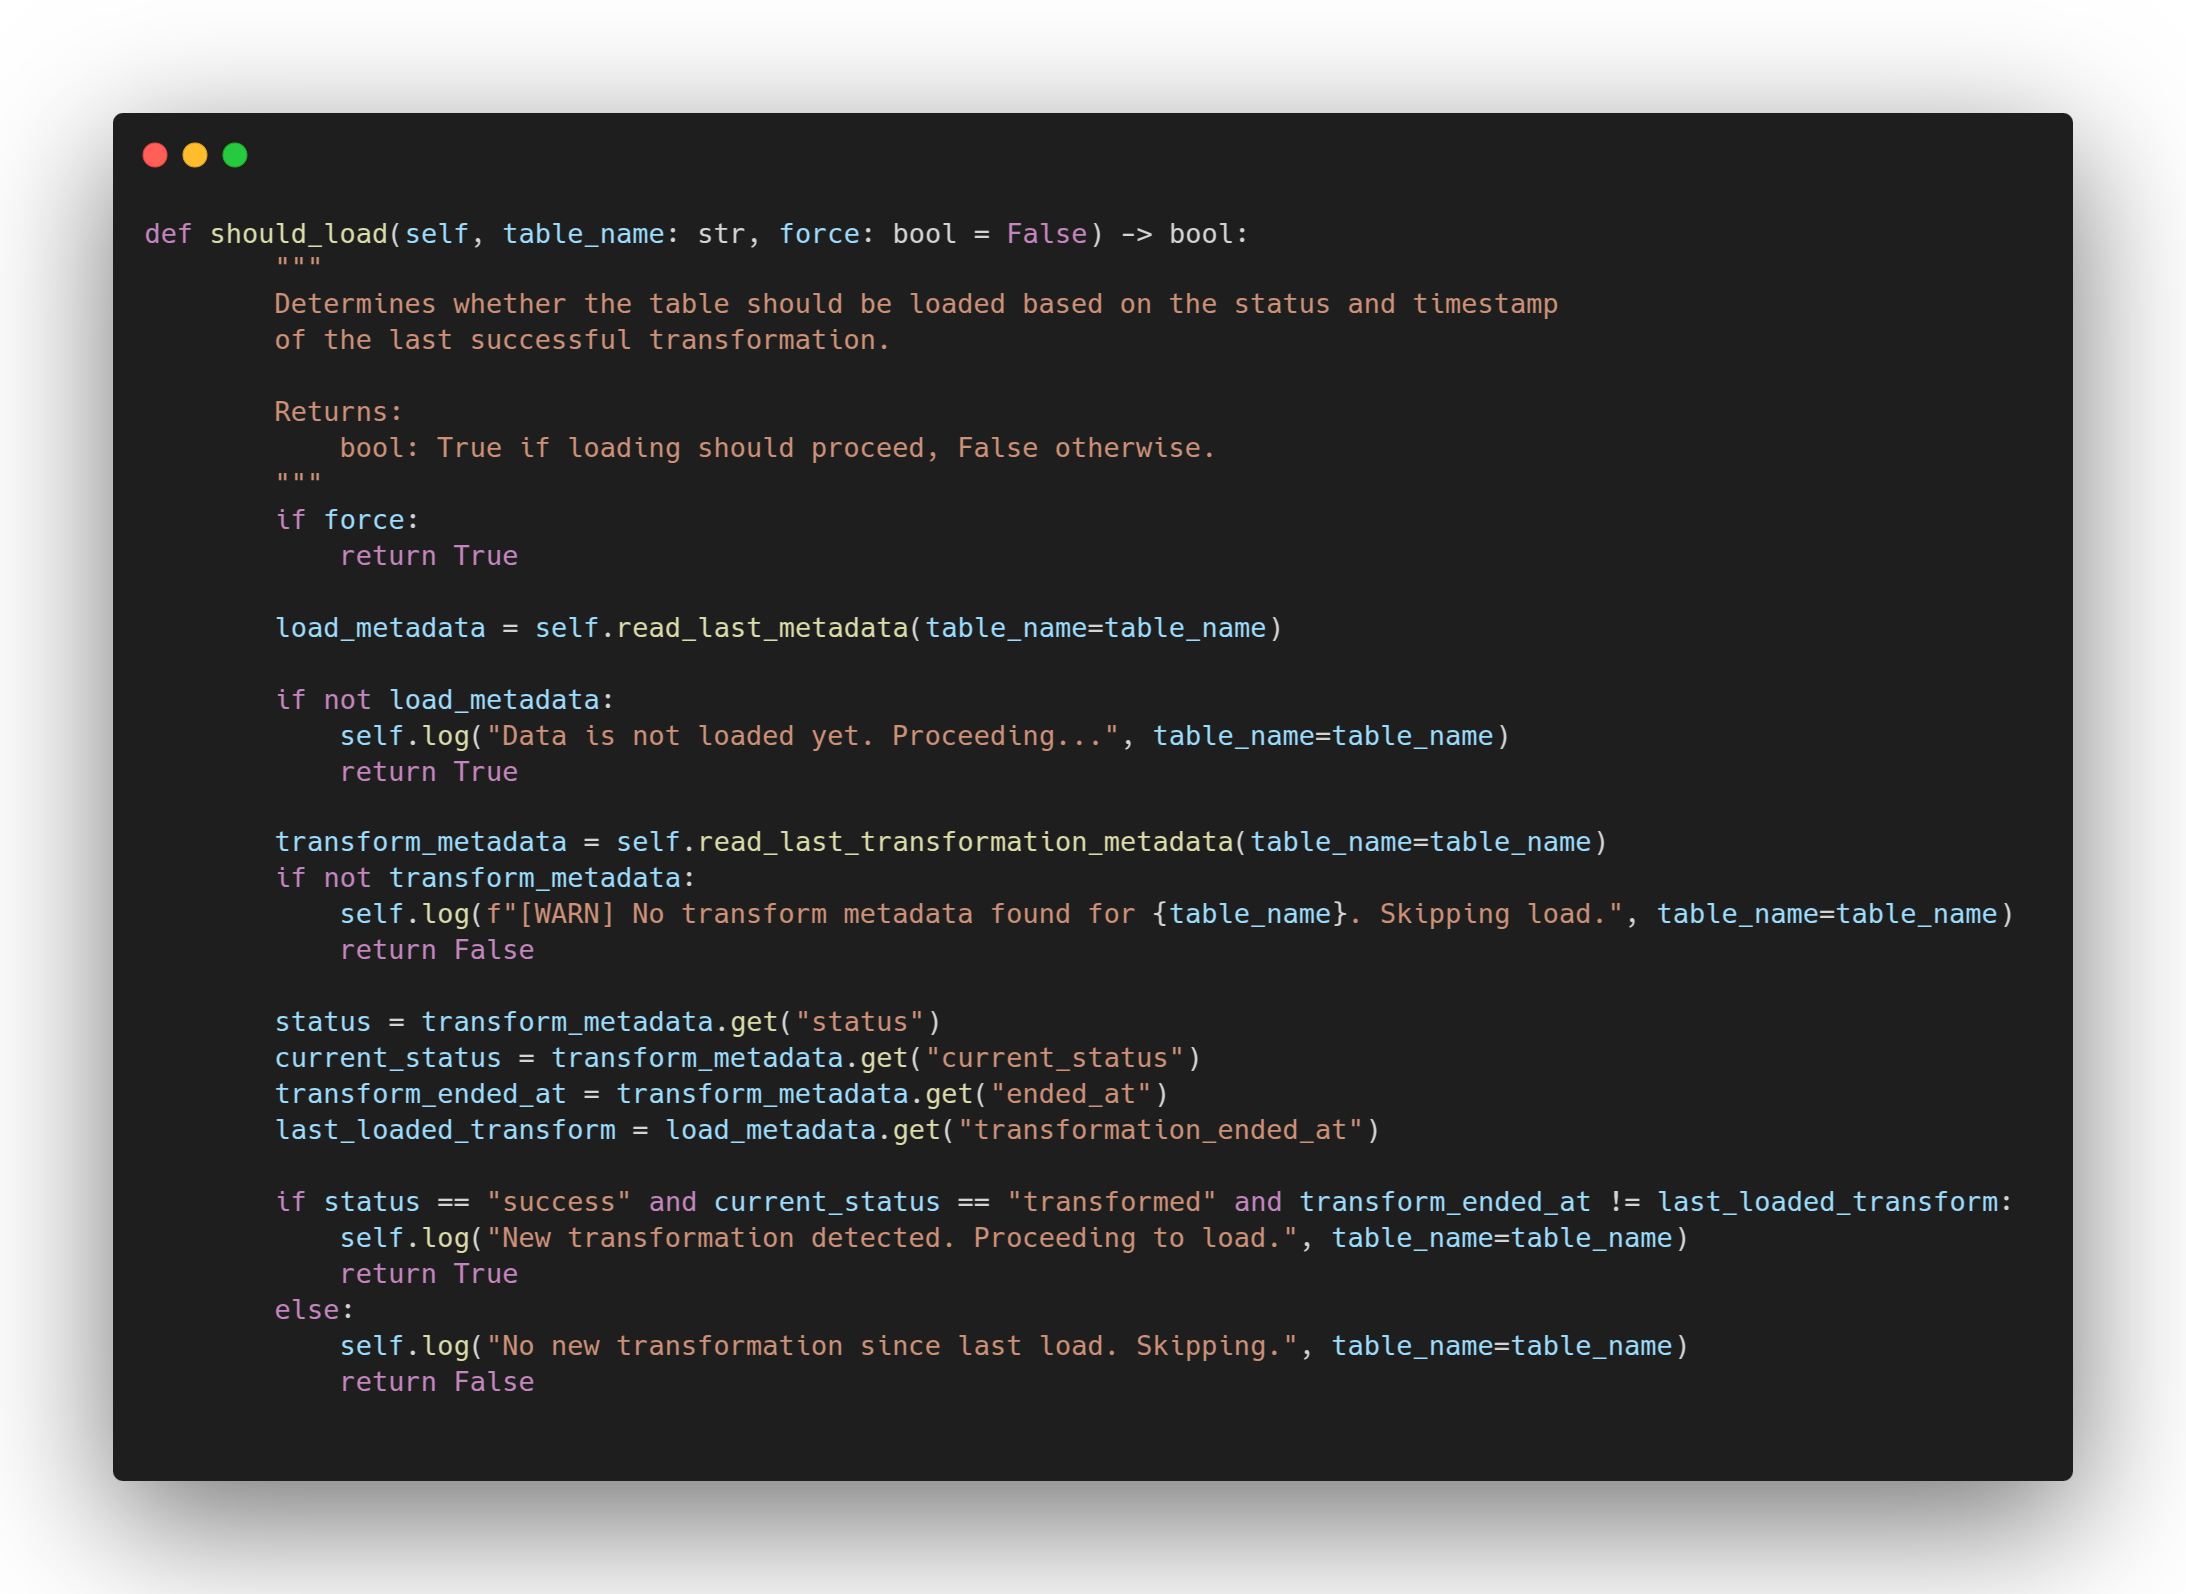 def should_load(self, table_name: str, force: bool = False) -> bool:
        """
        Determines whether the table should be loaded based on the status and timestamp
        of the last successful transformation.

        Returns:
            bool: True if loading should proceed, False otherwise.
        """
        if force:
            return True

        load_metadata = self.read_last_metadata(table_name=table_name)

        if not load_metadata:
            self.log("Data is not loaded yet. Proceeding...", table_name=table_name)
            return True

        transform_metadata = self.read_last_transformation_metadata(table_name=table_name)
        if not transform_metadata:
            self.log(f"[WARN] No transform metadata found for {table_name}. Skipping load.", table_name=table_name)
            return False

        status = transform_metadata.get("status")
        current_status = transform_metadata.get("current_status")
        transform_ended_at = transform_metadata.get("ended_at")
        last_loaded_transform = load_metadata.get("transformation_ended_at")

        if status == "success" and current_status == "transformed" and transform_ended_at != last_loaded_transform:
            self.log("New transformation detected. Proceeding to load.", table_name=table_name)
            return True
        else:
            self.log("No new transformation since last load. Skipping.", table_name=table_name)
            return False